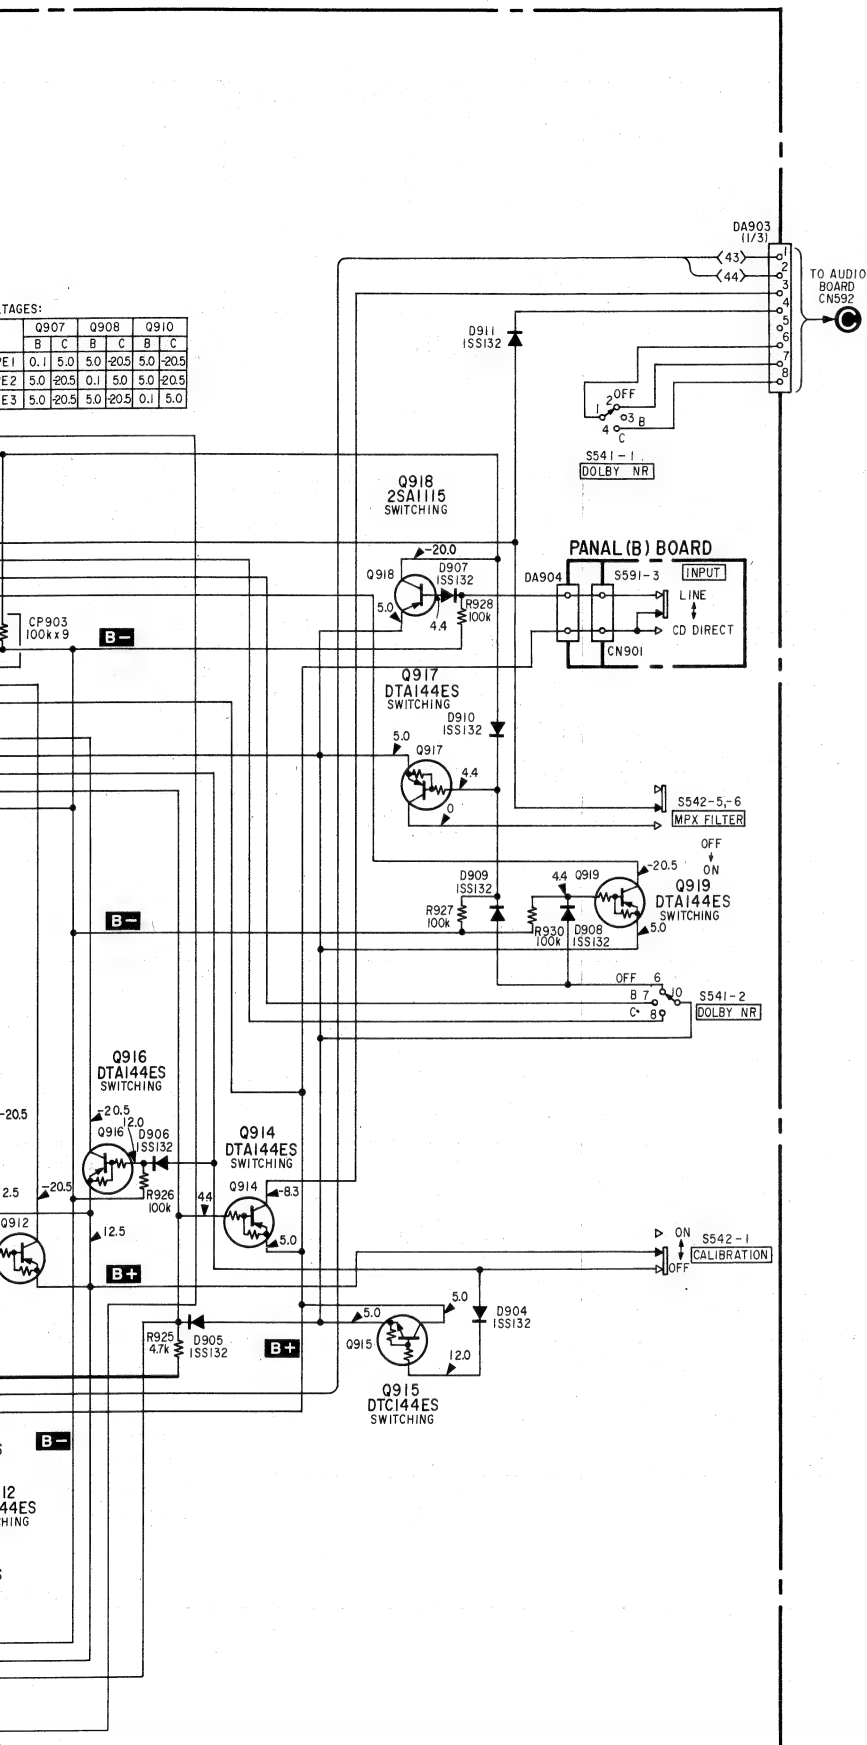 DA903
(1/3)
1
43
2
44
3
4
5
6
7
8
TO AUDIO
BOARD
CN592
C
TAGES:
Q907 Q908 Q910
B C B C B C
PE1 0.1 5.0 5.0 -20.5 5.0 -20.5
PE2 5.0 -20.5 0.1 5.0 5.0 -20.5
E3 5.0 -20.5 5.0 -20.5 0.1 5.0
D911
1SS132
2 OFF
1
3 B
4
C
S541-1
DOLBY NR
Q918
2SA1115
SWITCHING
-20.0
Q918
D907
1SS132
5.0
4.4
R928
100k
PANAL(B) BOARD
DA904
S591-3
INPUT
LINE
CD DIRECT
CN901
CP903
100kx9
B-
Q917
DTA144ES
SWITCHING
D910
1SS132
5.0
Q917
4.4
0
S542-5,-6
MPX FILTER
OFF
ON
D909
1SS132
4.4
Q919
-20.5
Q919
DTA144ES
SWITCHING
5.0
R927
100k
R930
100k
D908
1SS132
B-
OFF 6
B 7
10
C 8
S541-2
DOLBY NR
Q916
DTA144ES
SWITCHING
-20.5
-20.5
12.0
Q916
D906
1SS132
R926
100k
Q914
DTA144ES
SWITCHING
Q914
-8.3
4.4
5.0
2.5
-20.5
Q912
12.5
B+
ON
S542-1
CALIBRATION
OFF
5.0
5.0
D904
1SS132
R925
4.7k
D905
1SS132
B+
Q915
12.0
Q915
DTC144ES
SWITCHING
B-
12
44ES
HING